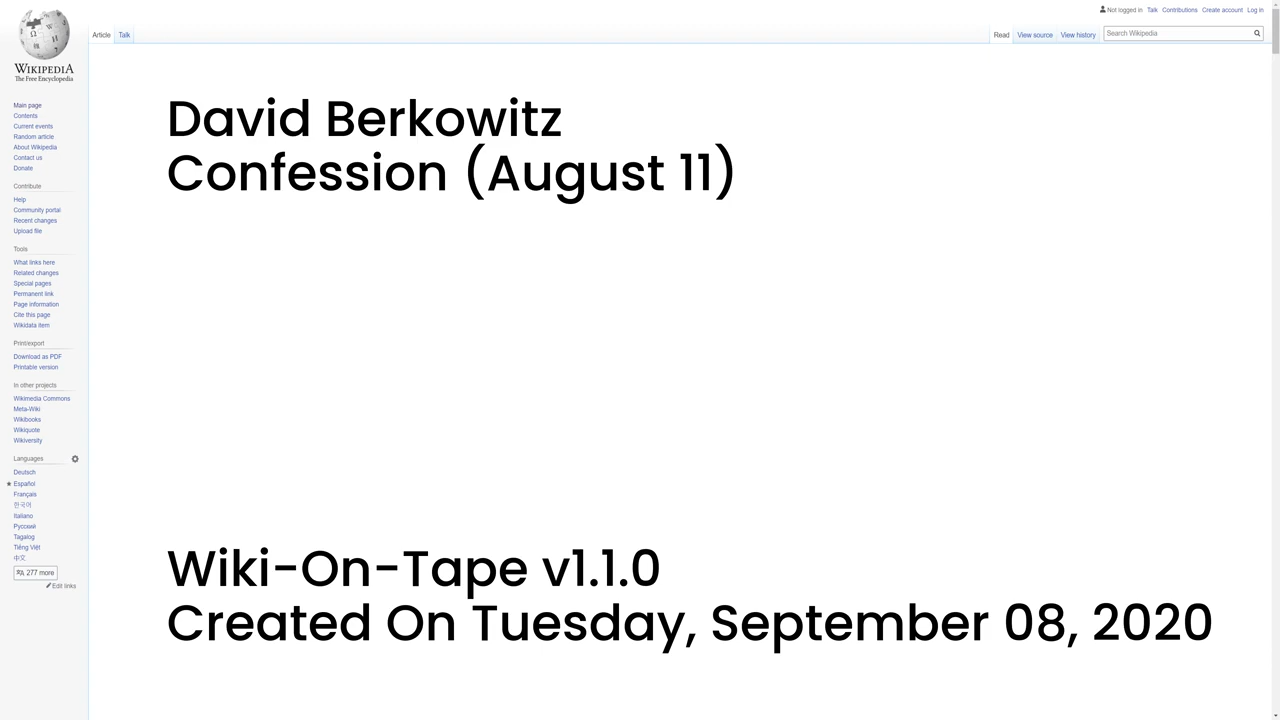 Not logged in Talk Contributions Create account Log in
Article Talk Read View source View history Search Wikipedia
WIKIPEDIA
The Free Encyclopedia
Main page
Contents
Current events
Random article
About Wikipedia
Contact us
Donate
Contribute
Help
Community portal
Recent changes
Upload file
Tools
What links here
Related changes
Special pages
Permanent link
Page information
Cite this page
Wikidata item
Print/export
Download as PDF
Printable version
In other projects
Wikimedia Commons
Meta-Wiki
Wikibooks
Wikiquote
Wikiversity
Languages
Deutsch
Español
Français
한국어
Italiano
Русский
Tagalog
Tiếng Việt
中文
277 more
Edit links
David Berkowitz
Confession (August 11)
Wiki-On-Tape v1.1.0
Created On Tuesday, September 08, 2020